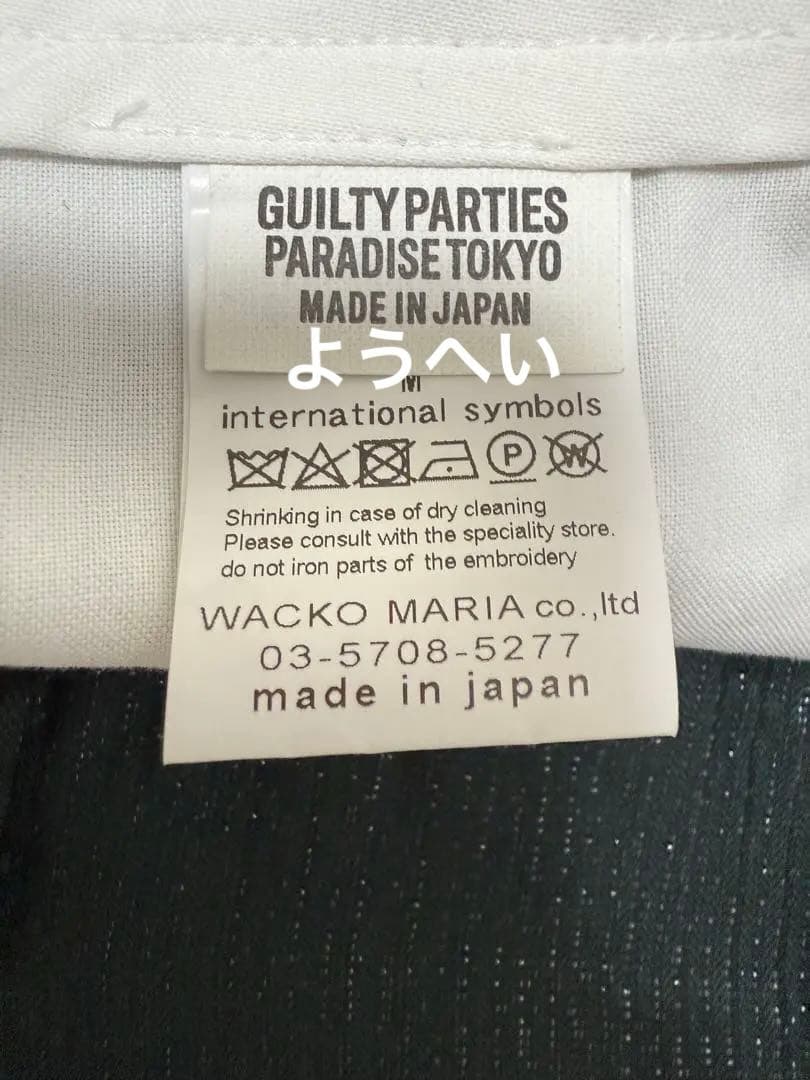 GUILTY PARTIES
PARADISE TOKYO
MADE IN JAPAN
ようへい
M
international symbols
P
W
Shrinking in case of dry cleaning
Please consult with the speciality store.
do not iron parts of the embroidery
WACKO MARIA co.,ltd
03-5708-5277
made in japan